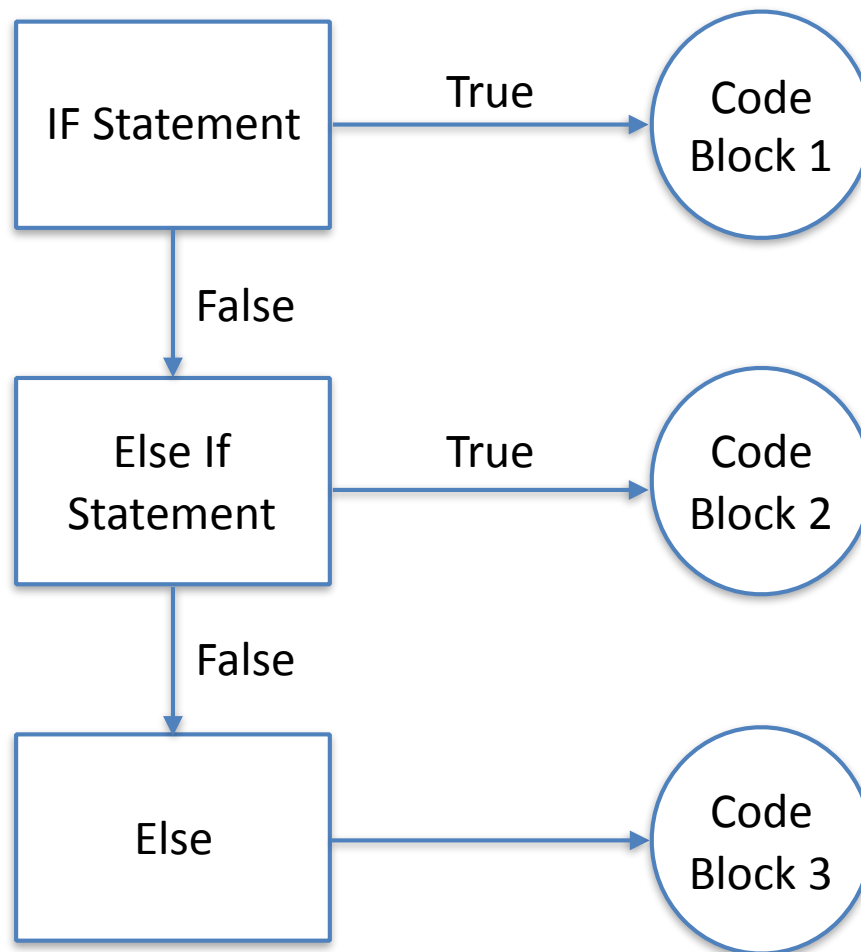 IF Statement
True
Code
Block 1
False
Else If
Statement
True
Code
Block 2
False
Else
Code
Block 3